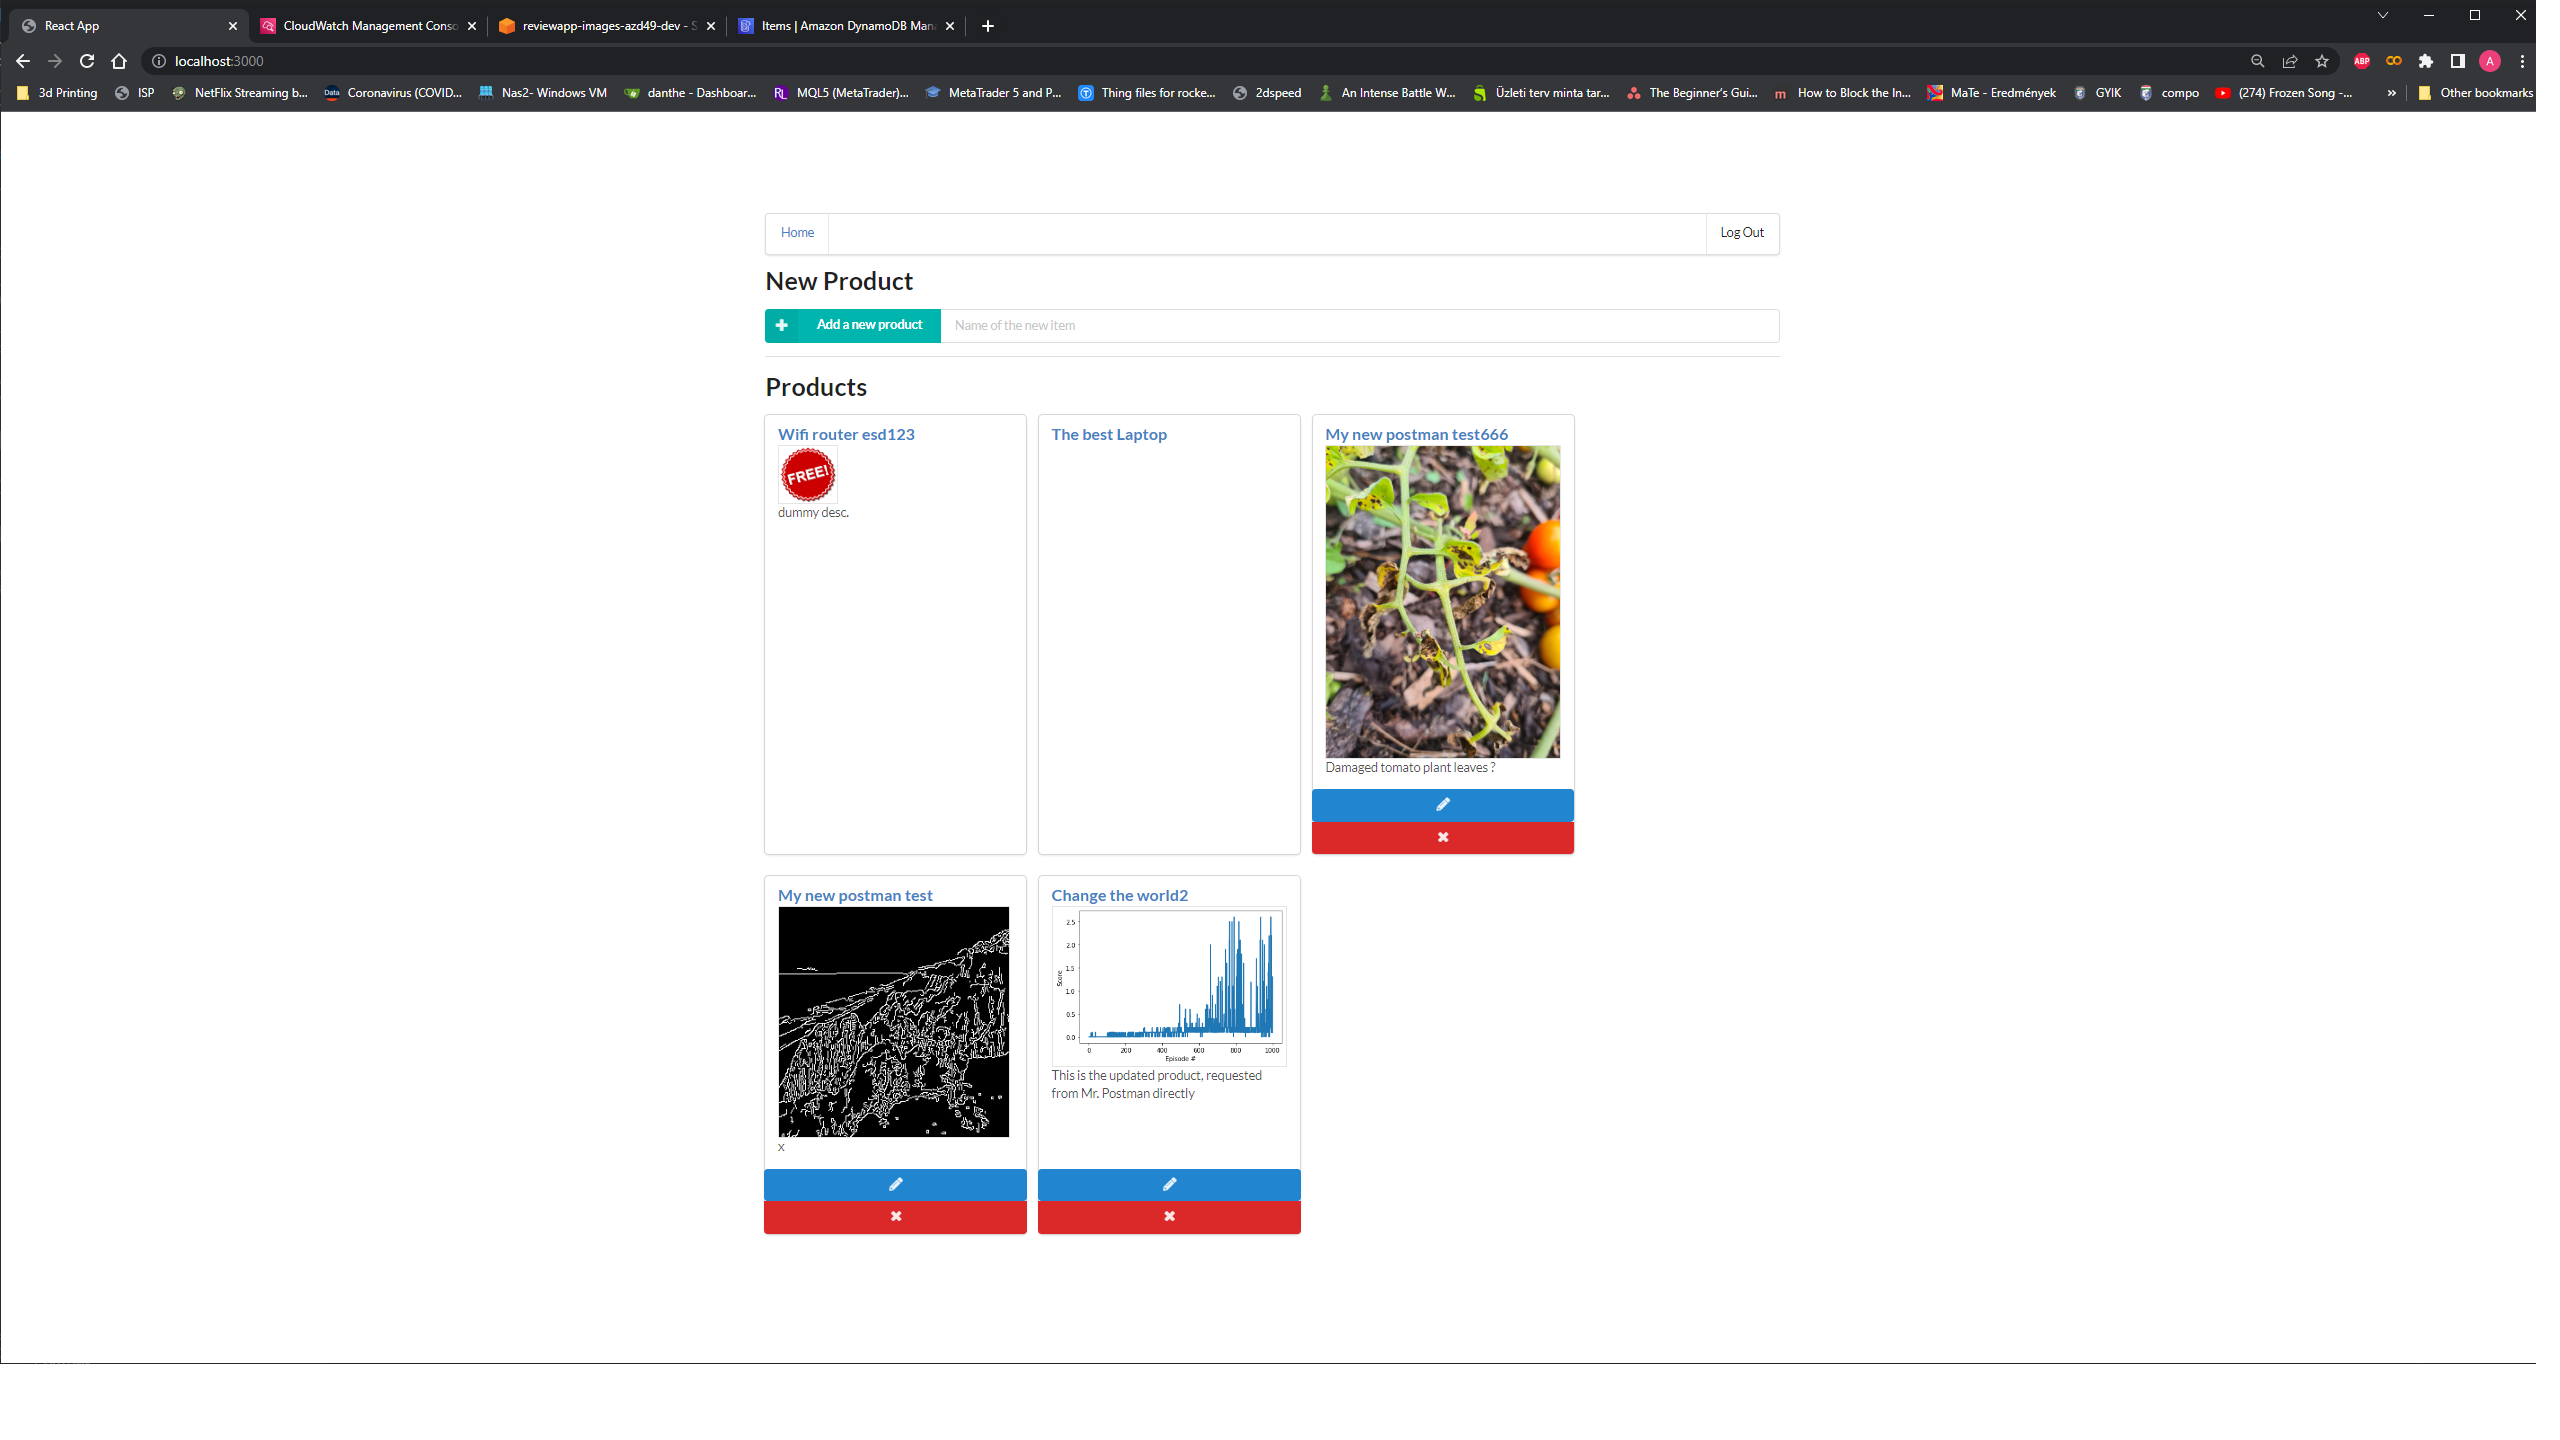 React App
CloudWatch Management Conso
reviewapp-images-azd49-dev - S
Items | Amazon DynamoDB Man
localhost:3000
ABP
A
3d Printing
ISP
NetFlix Streaming b...
Data
Coronavirus (COVID...
Nas2- Windows VM
danthe - Dashboar...
MQL5 (MetaTrader)...
MetaTrader 5 and P...
Thing files for rocke...
2dspeed
An Intense Battle W...
Üzleti terv minta tar...
The Beginner's Gui...
m
How to Block the In...
MaTe - Eredmények
GYIK
compo
(274) Frozen Song -...
»
Other bookmarks
Home
Log Out
New Product
Add a new product
Name of the new item
Products
Wifi router esd123
FREE!
dummy desc.
The best Laptop
My new postman test666
Damaged tomato plant leaves ?
My new postman test
x
Change the world2
2.5
2.0
1.5
1.0
0.5
0.0
Score
0 200 400 600 800 1000
Episode #
This is the updated product, requested
from Mr. Postman directly